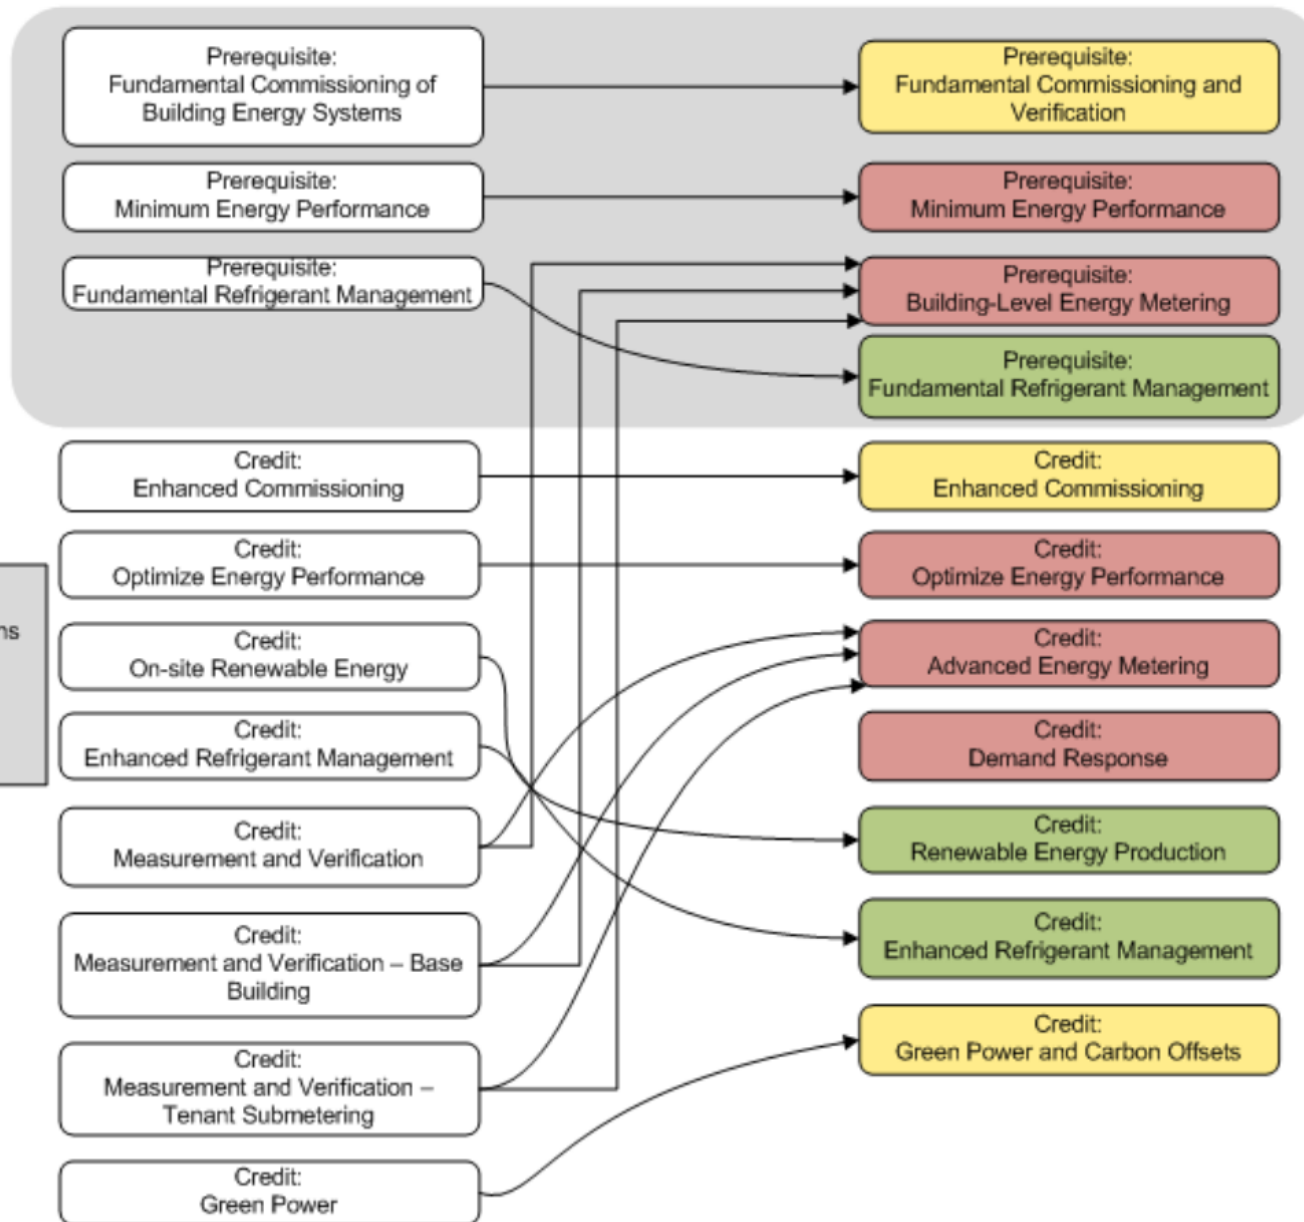 Prerequisite:
Fundamental Commissioning of
Building Energy Systems
Prerequisite:
Fundamental Commissioning and
Verification
Prerequisite:
Minimum Energy Performance
Prerequisite:
Minimum Energy Performance
Prerequisite:
Fundamental Refrigerant Management
Prerequisite:
Building-Level Energy Metering
Prerequisite:
Fundamental Refrigerant Management
Credit:
Enhanced Commissioning
Credit:
Enhanced Commissioning
Credit:
Optimize Energy Performance
Credit:
Optimize Energy Performance
Credit:
On-site Renewable Energy
Credit:
Advanced Energy Metering
Credit:
Enhanced Refrigerant Management
Credit:
Demand Response
Credit:
Measurement and Verification
Credit:
Renewable Energy Production
Credit:
Measurement and Verification – Base
Building
Credit:
Enhanced Refrigerant Management
Credit:
Measurement and Verification –
Tenant Submetering
Credit:
Green Power and Carbon Offsets
Credit:
Green Power